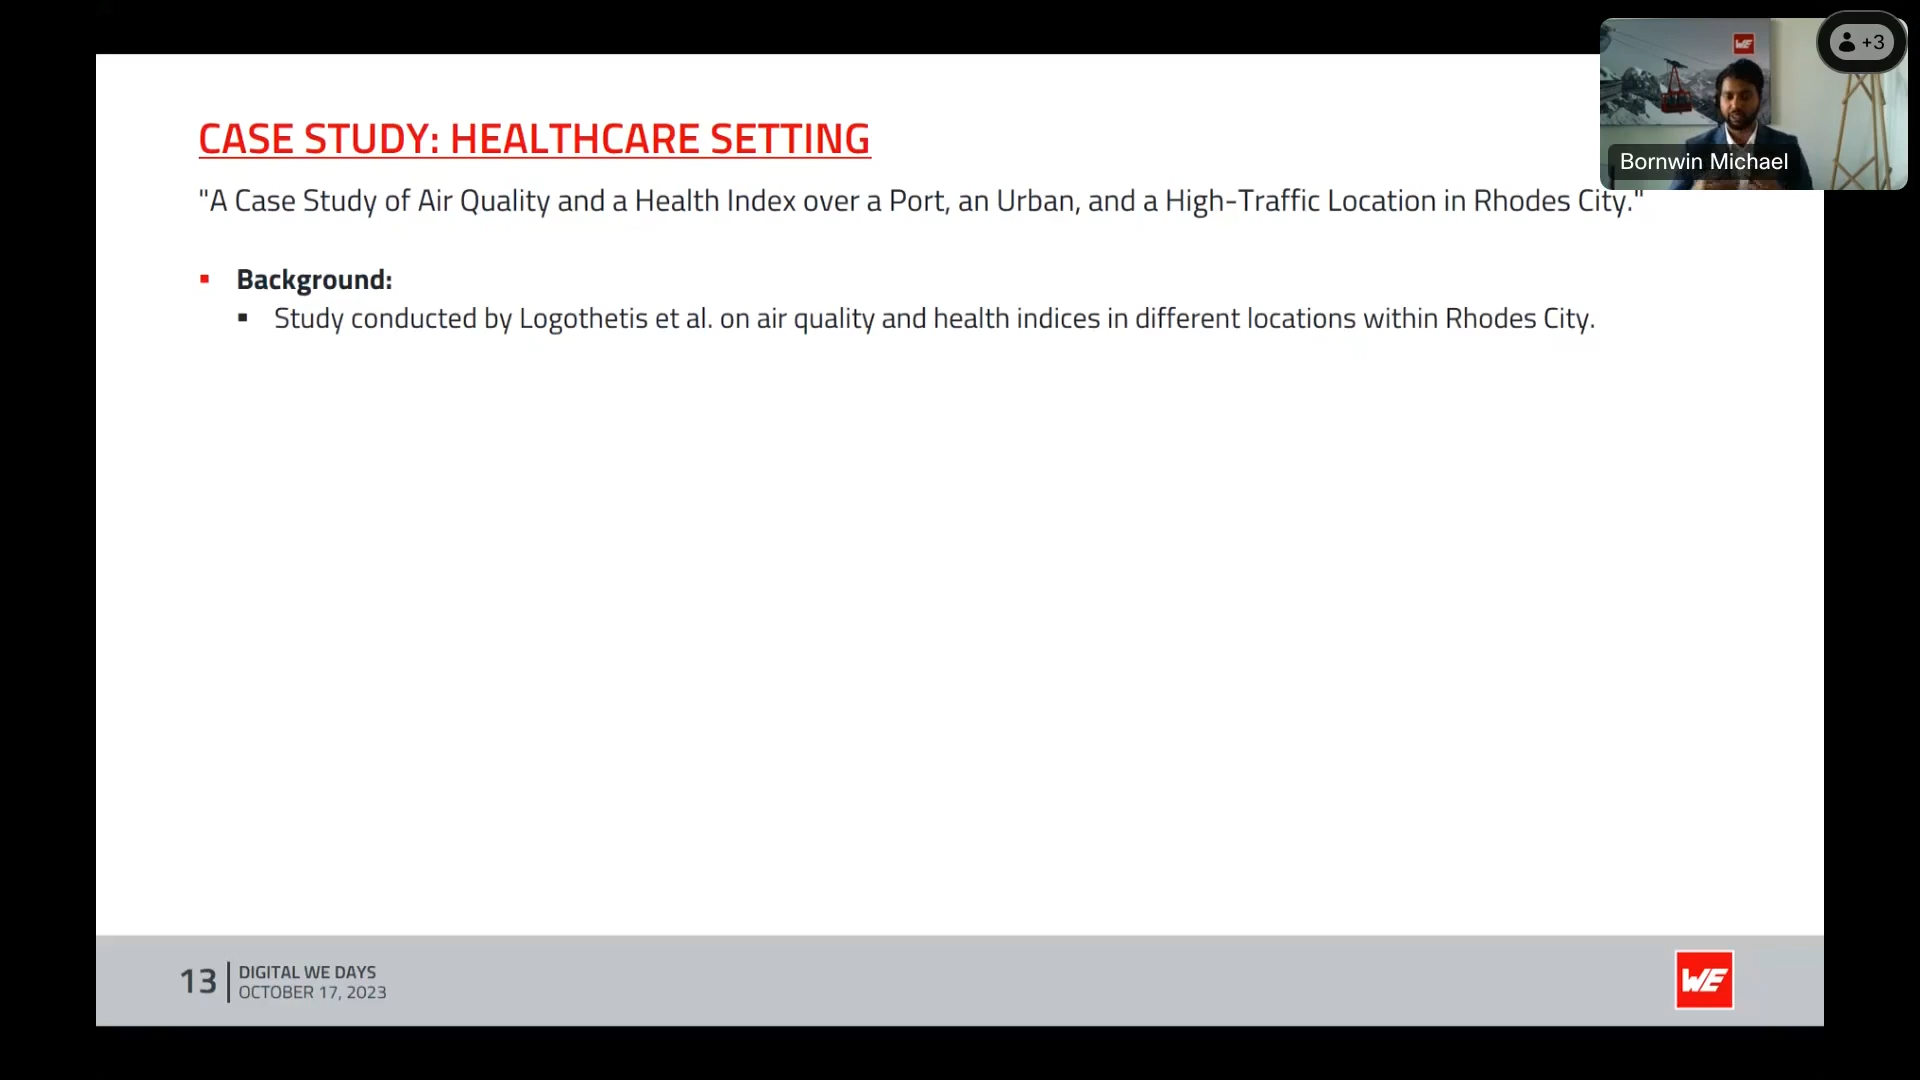 +3
WE
Bornwin Michael
CASE STUDY: HEALTHCARE SETTING
"A Case Study of Air Quality and a Health Index over a Port, an Urban, and a High-Traffic Location in Rhodes City."
Background:
Study conducted by Logothetis et al. on air quality and health indices in different locations within Rhodes City.
13
DIGITAL WE DAYS
OCTOBER 17, 2023
WE